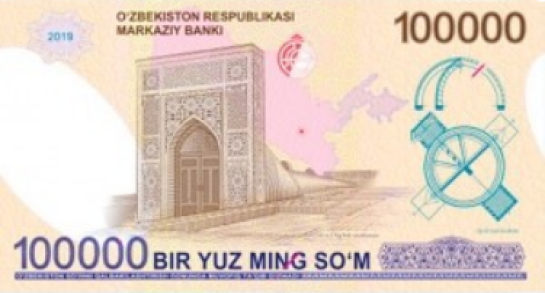 O‘ZBEKISTON RESPUBLIKASI
MARKAZIY BANKI
2019
100000
100000 BIR YUZ MING SO‘M